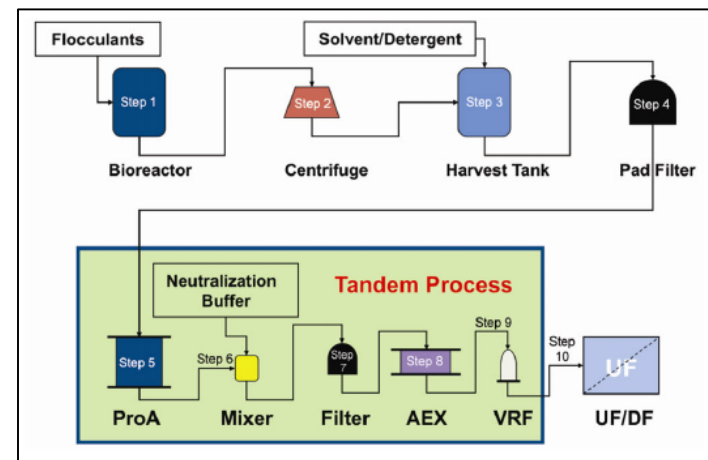 Flocculants
Solvent/Detergent
Step 1
Step 2
Step 3
Step 4
Bioreactor
Centrifuge
Harvest Tank
Pad Filter
Neutralization
Buffer
Tandem Process
Step 5
Step 6
Step
7
Step 8
Step 9
Step
10
UF
ProA
Mixer
Filter
AEX
VRF
UF/DF